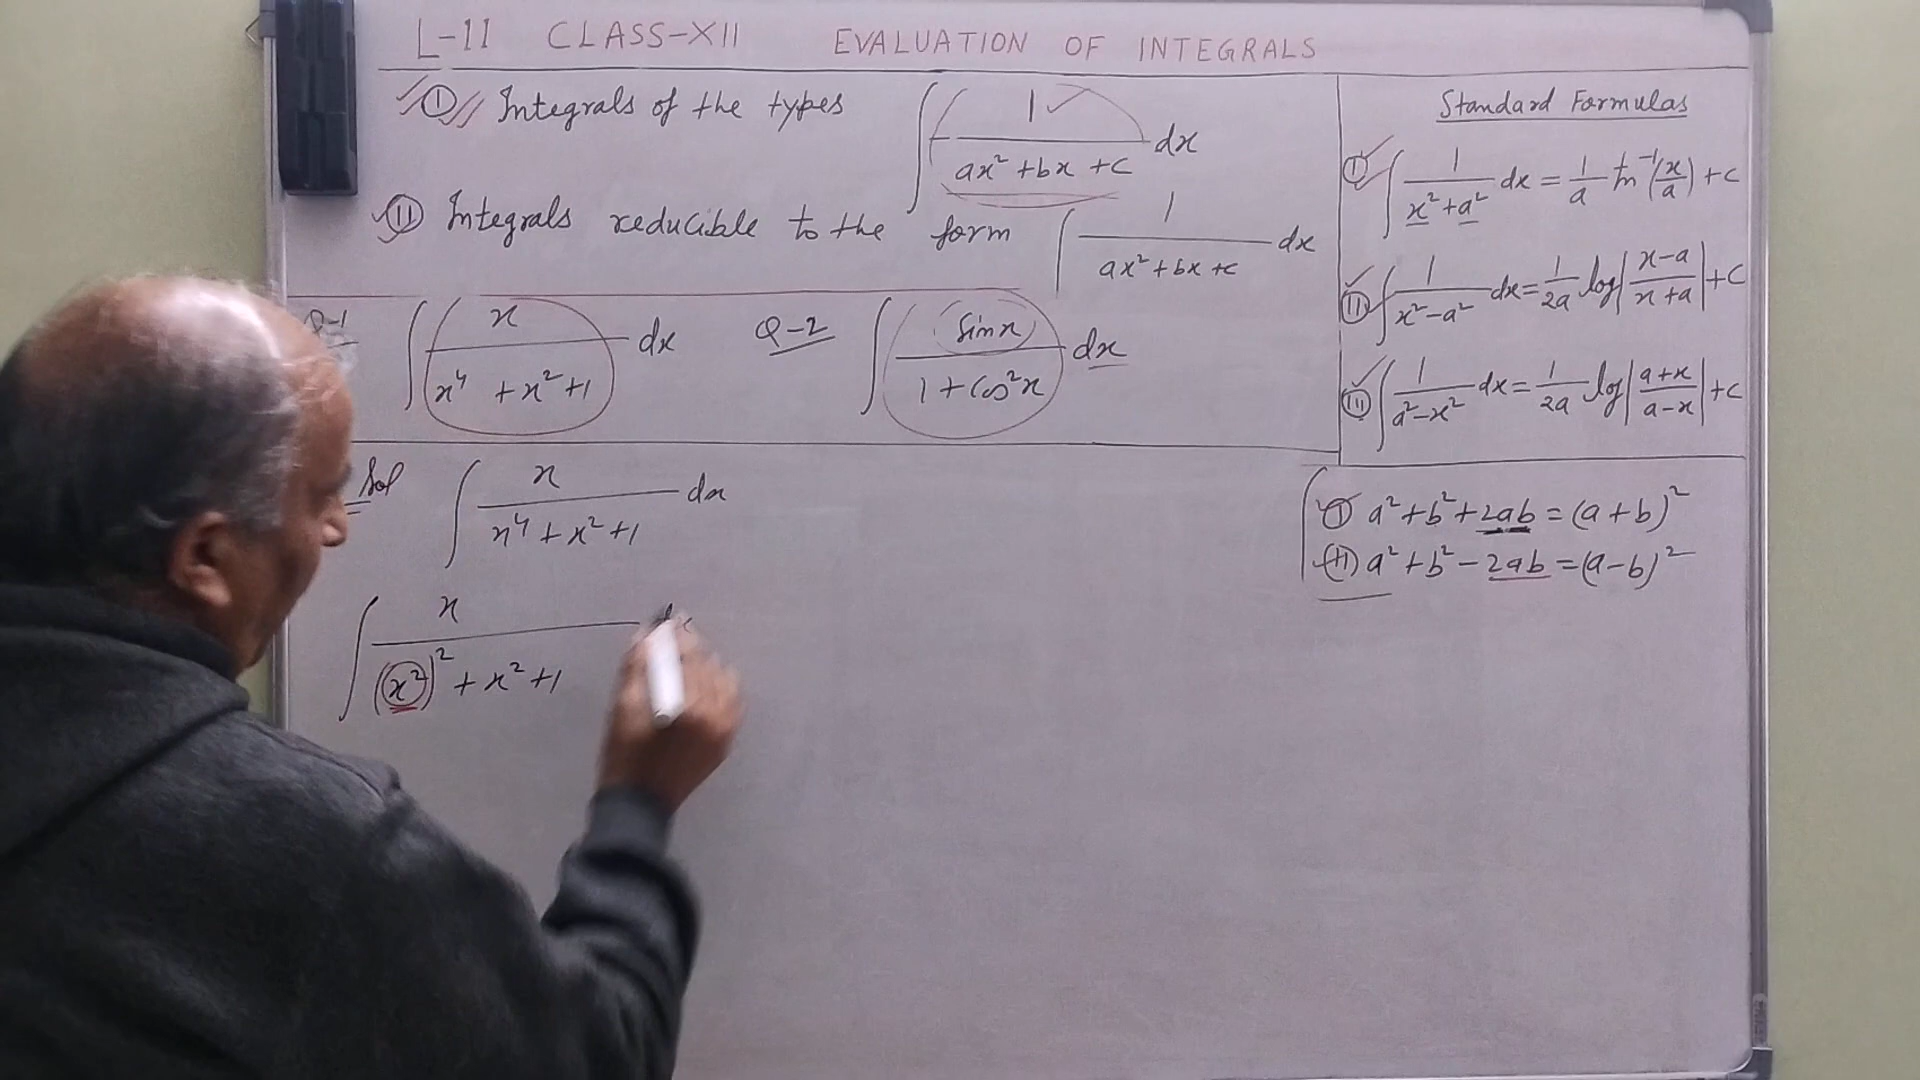 L-11 CLASS-XII EVALUATION OF INTEGRALS
① Integrals of the types ∫ 1/(ax²+bx+c) dx
② Integrals reducible to the form ∫ 1/(ax²+bx+c) dx
Q-1 ∫ x/(x⁴+x²+1) dx Q-2 ∫ Sinx/(1+Cos²x) dx
Sol ∫ x/(x⁴+x²+1) dx
∫ x/((x²)²+x²+1)
Standard Formulas
① ∫ 1/(x²+a²) dx = 1/a tan⁻¹(x/a) + c
② ∫ 1/(x²-a²) dx = 1/2a log|(x-a)/(x+a)| + c
③ ∫ 1/(a²-x²) dx = 1/2a log|(a+x)/(a-x)| + c
① a²+b²+2ab = (a+b)²
② a²+b²-2ab = (a-b)²